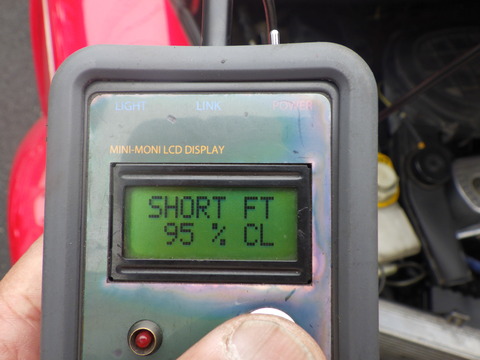 LIGHT LINK POWER
MINI-MONI LCD DISPLAY
SHORT FT
95 % CL